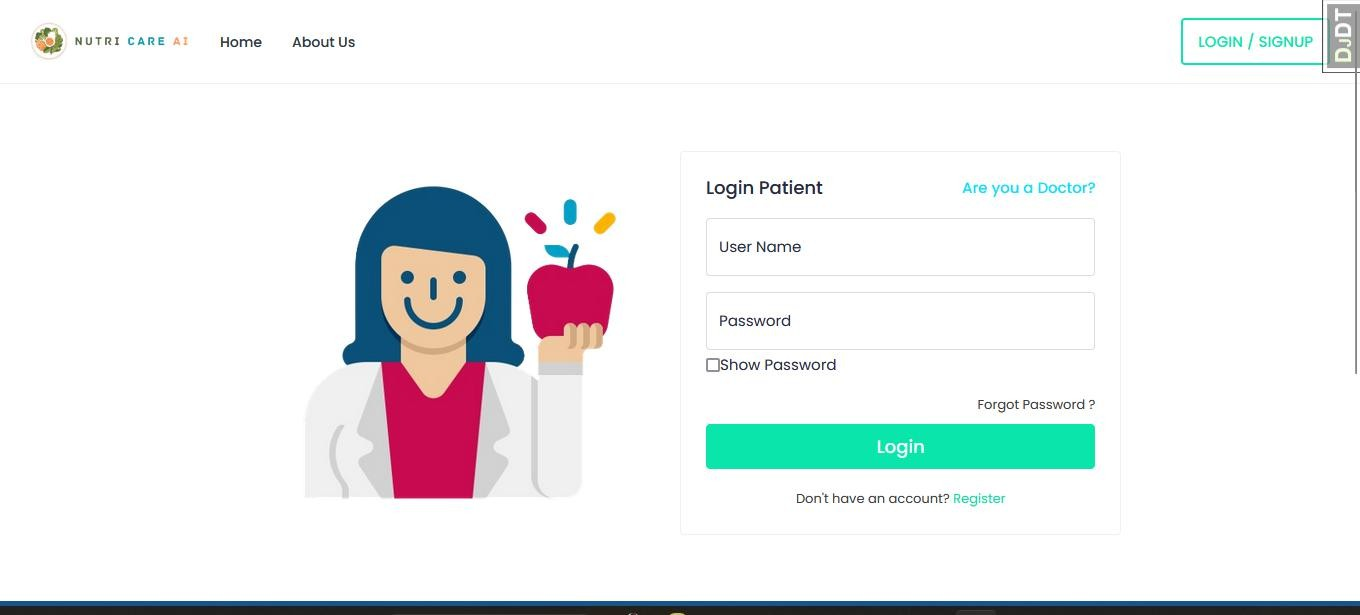 NUTRI CARE AI Home About Us LOGIN / SIGNUP DJDT
Login Patient Are you a Doctor?
User Name
Password
Show Password
Forgot Password ?
Login
Don't have an account? Register